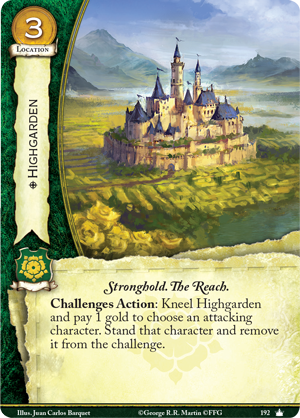 3
LOCATION
HIGHGARDEN
Stronghold. The Reach.
Challenges Action: Kneel Highgarden
and pay 1 gold to choose an attacking
character. Stand that character and remove
it from the challenge.
Illus. Juan Carlos Barquet ©George R.R. Martin ©FFG 192